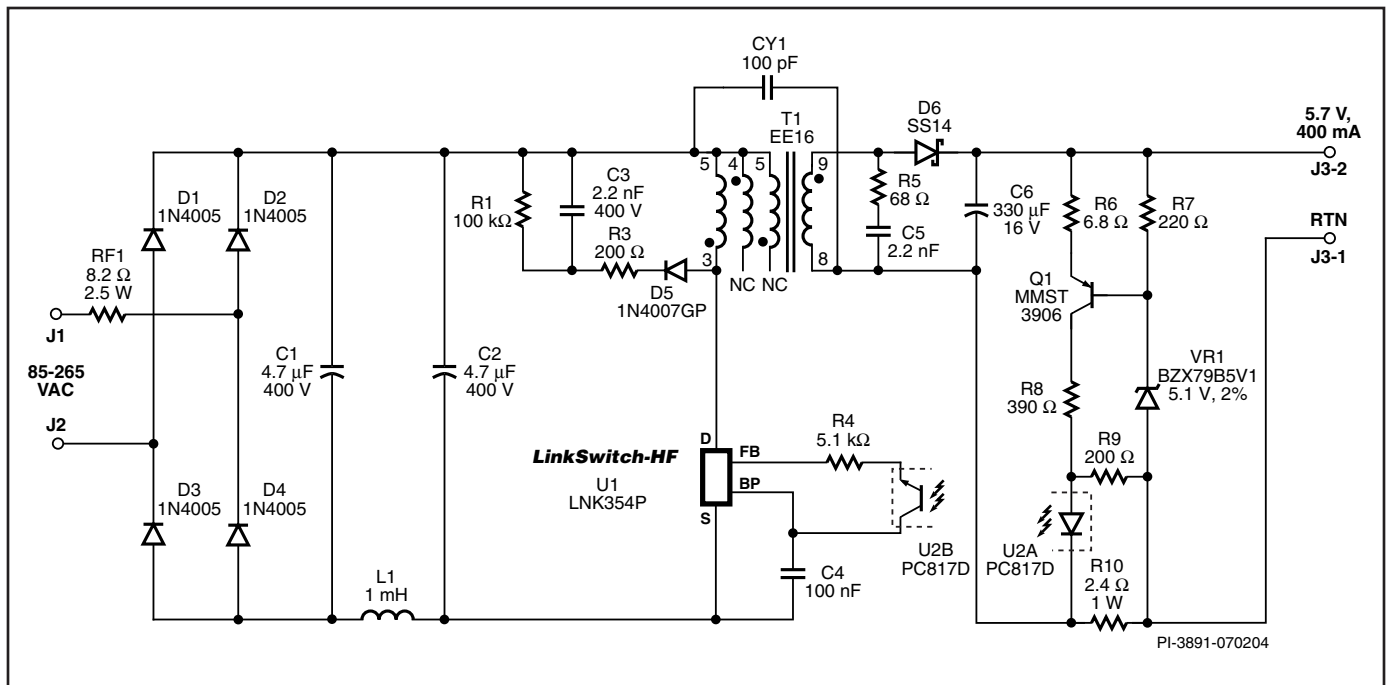 CY1
100 pF
T1
EE16
D6
SS14
5.7 V,
400 mA
J3-2
5
4
5
9
D1
1N4005
D2
1N4005
R1
100 kΩ
C3
2.2 nF
400 V
R5
68 Ω
C6
330 µF
16 V
R6
6.8 Ω
R7
220 Ω
RTN
J3-1
R3
200 Ω
C5
2.2 nF
3
8
RF1
8.2 Ω
2.5 W
D5
1N4007GP
NC NC
Q1
MMST
3906
J1
85-265
VAC
J2
C1
4.7 µF
400 V
C2
4.7 µF
400 V
VR1
BZX79B5V1
5.1 V, 2%
R8
390 Ω
LinkSwitch-HF
U1
LNK354P
D
FB
BP
S
R4
5.1 kΩ
R9
200 Ω
D3
1N4005
D4
1N4005
U2B
PC817D
U2A
PC817D
L1
1 mH
C4
100 nF
R10
2.4 Ω
1 W
PI-3891-070204